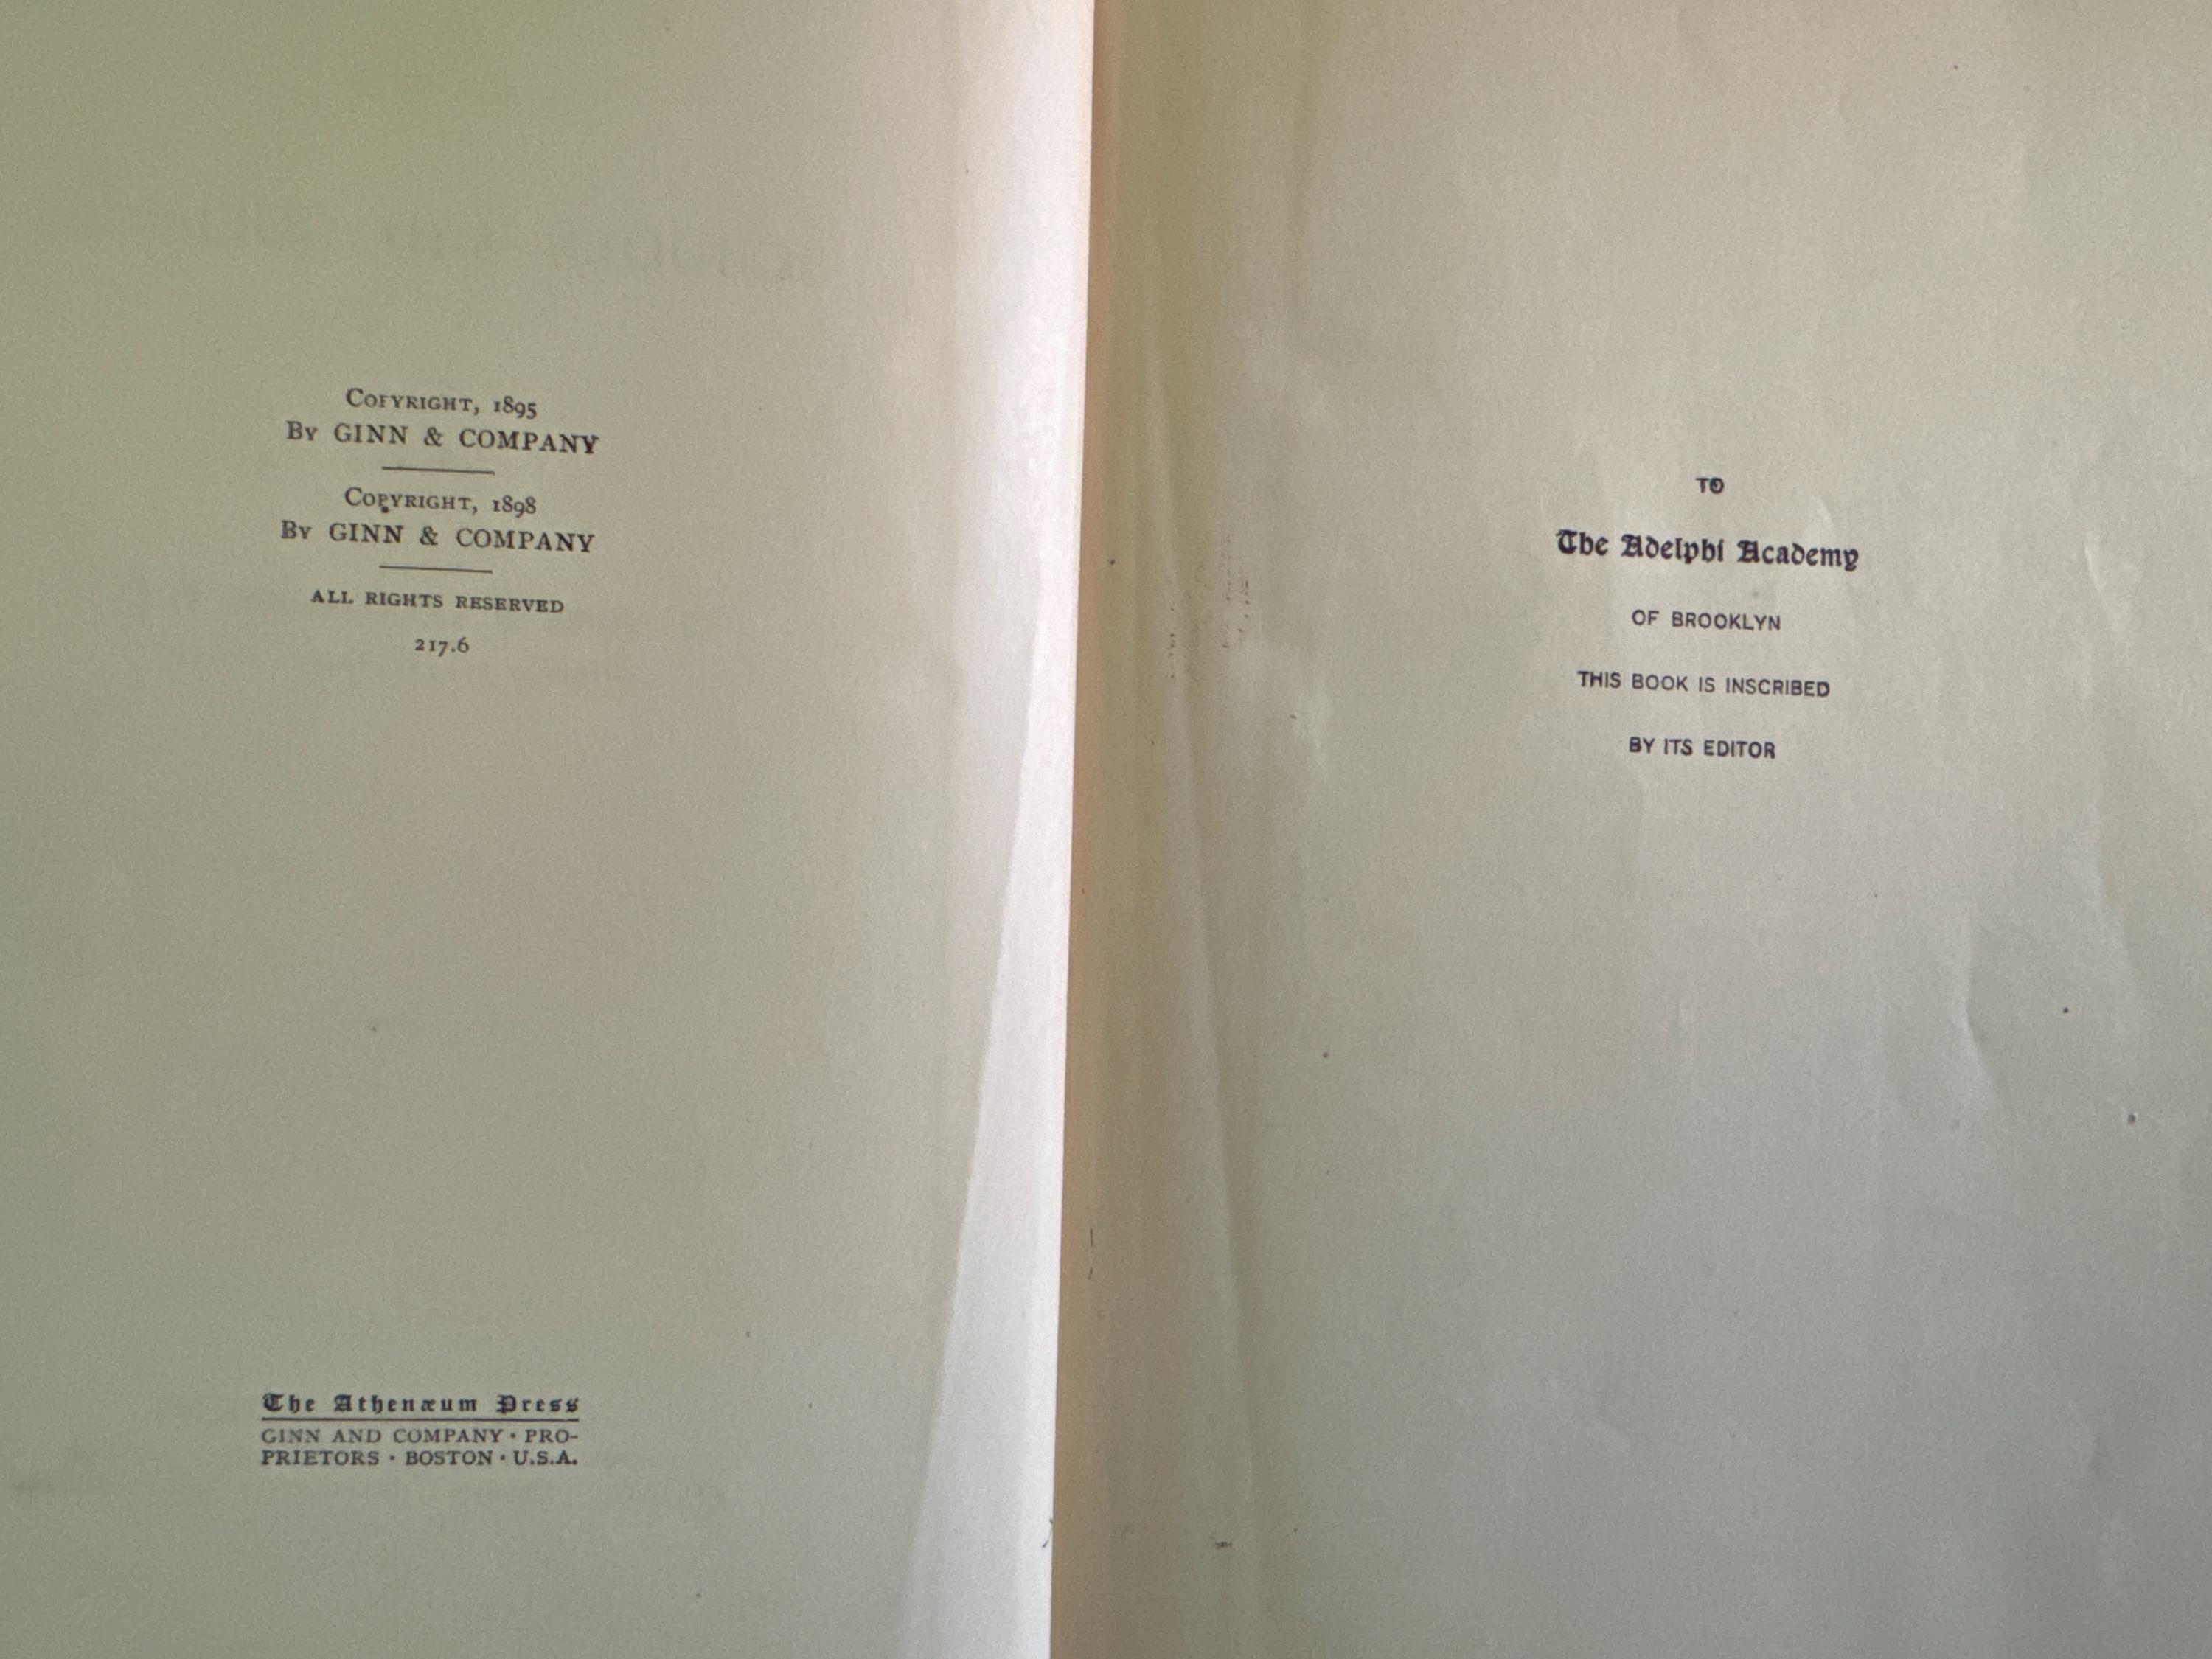 Copyright, 1895
By GINN & COMPANY
Copyright, 1898
By GINN & COMPANY
ALL RIGHTS RESERVED
217.6
The Athenæum Press
GINN AND COMPANY · PRO-
PRIETORS · BOSTON · U.S.A.
TO
The Adelphi Academy
OF BROOKLYN
THIS BOOK IS INSCRIBED
BY ITS EDITOR